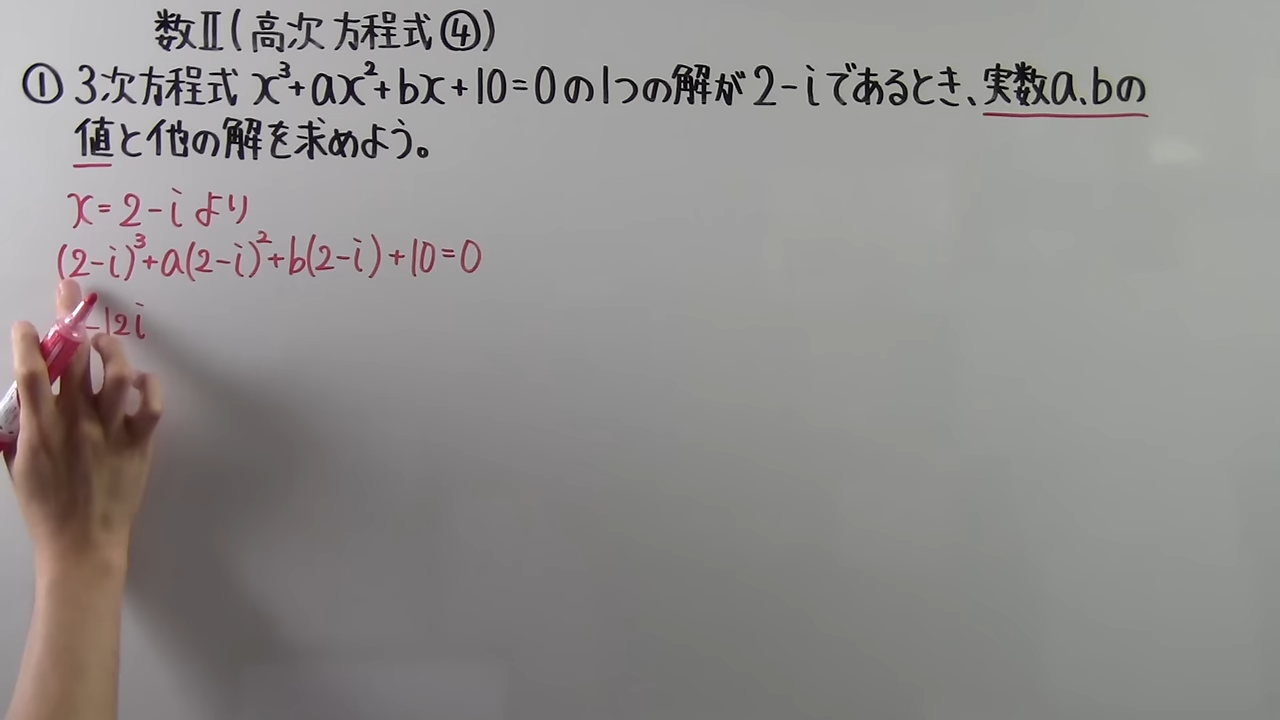 数Ⅱ(高次方程式④)
① 3次方程式 x³+ax²+bx+10=0の1つの解が2-iであるとき、実数a、bの
値と他の解を求めよう。
x=2-iより
(2-i)³+a(2-i)²+b(2-i)+10=0
-12i